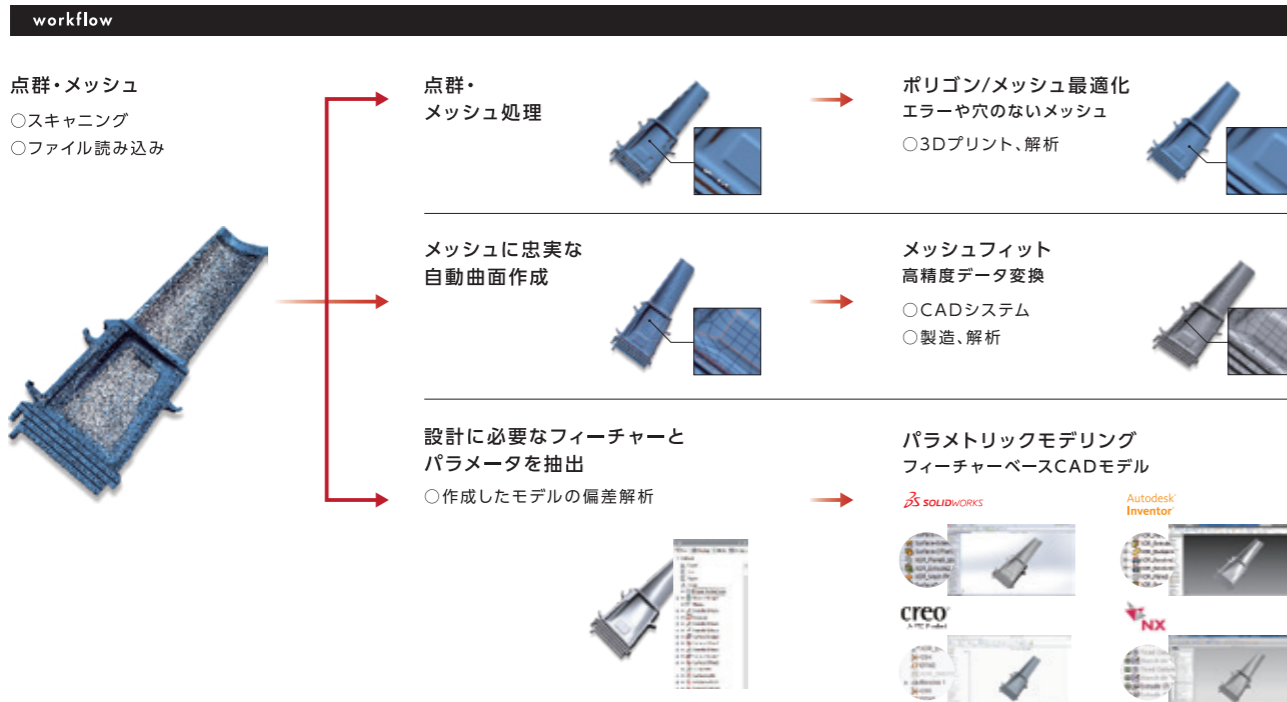 workflow
点群・メッシュ
○スキャニング
○ファイル読み込み
点群・
メッシュ処理
ポリゴン/メッシュ最適化
エラーや穴のないメッシュ
○3Dプリント、解析
メッシュに忠実な
自動曲面作成
メッシュフィット
高精度データ変換
○CADシステム
○製造、解析
設計に必要なフィーチャーと
パラメータを抽出
○作成したモデルの偏差解析
パラメトリックモデリング
フィーチャーベースCADモデル
SOLIDWORKS
Autodesk
Inventor
creo
A PTC Product
NX